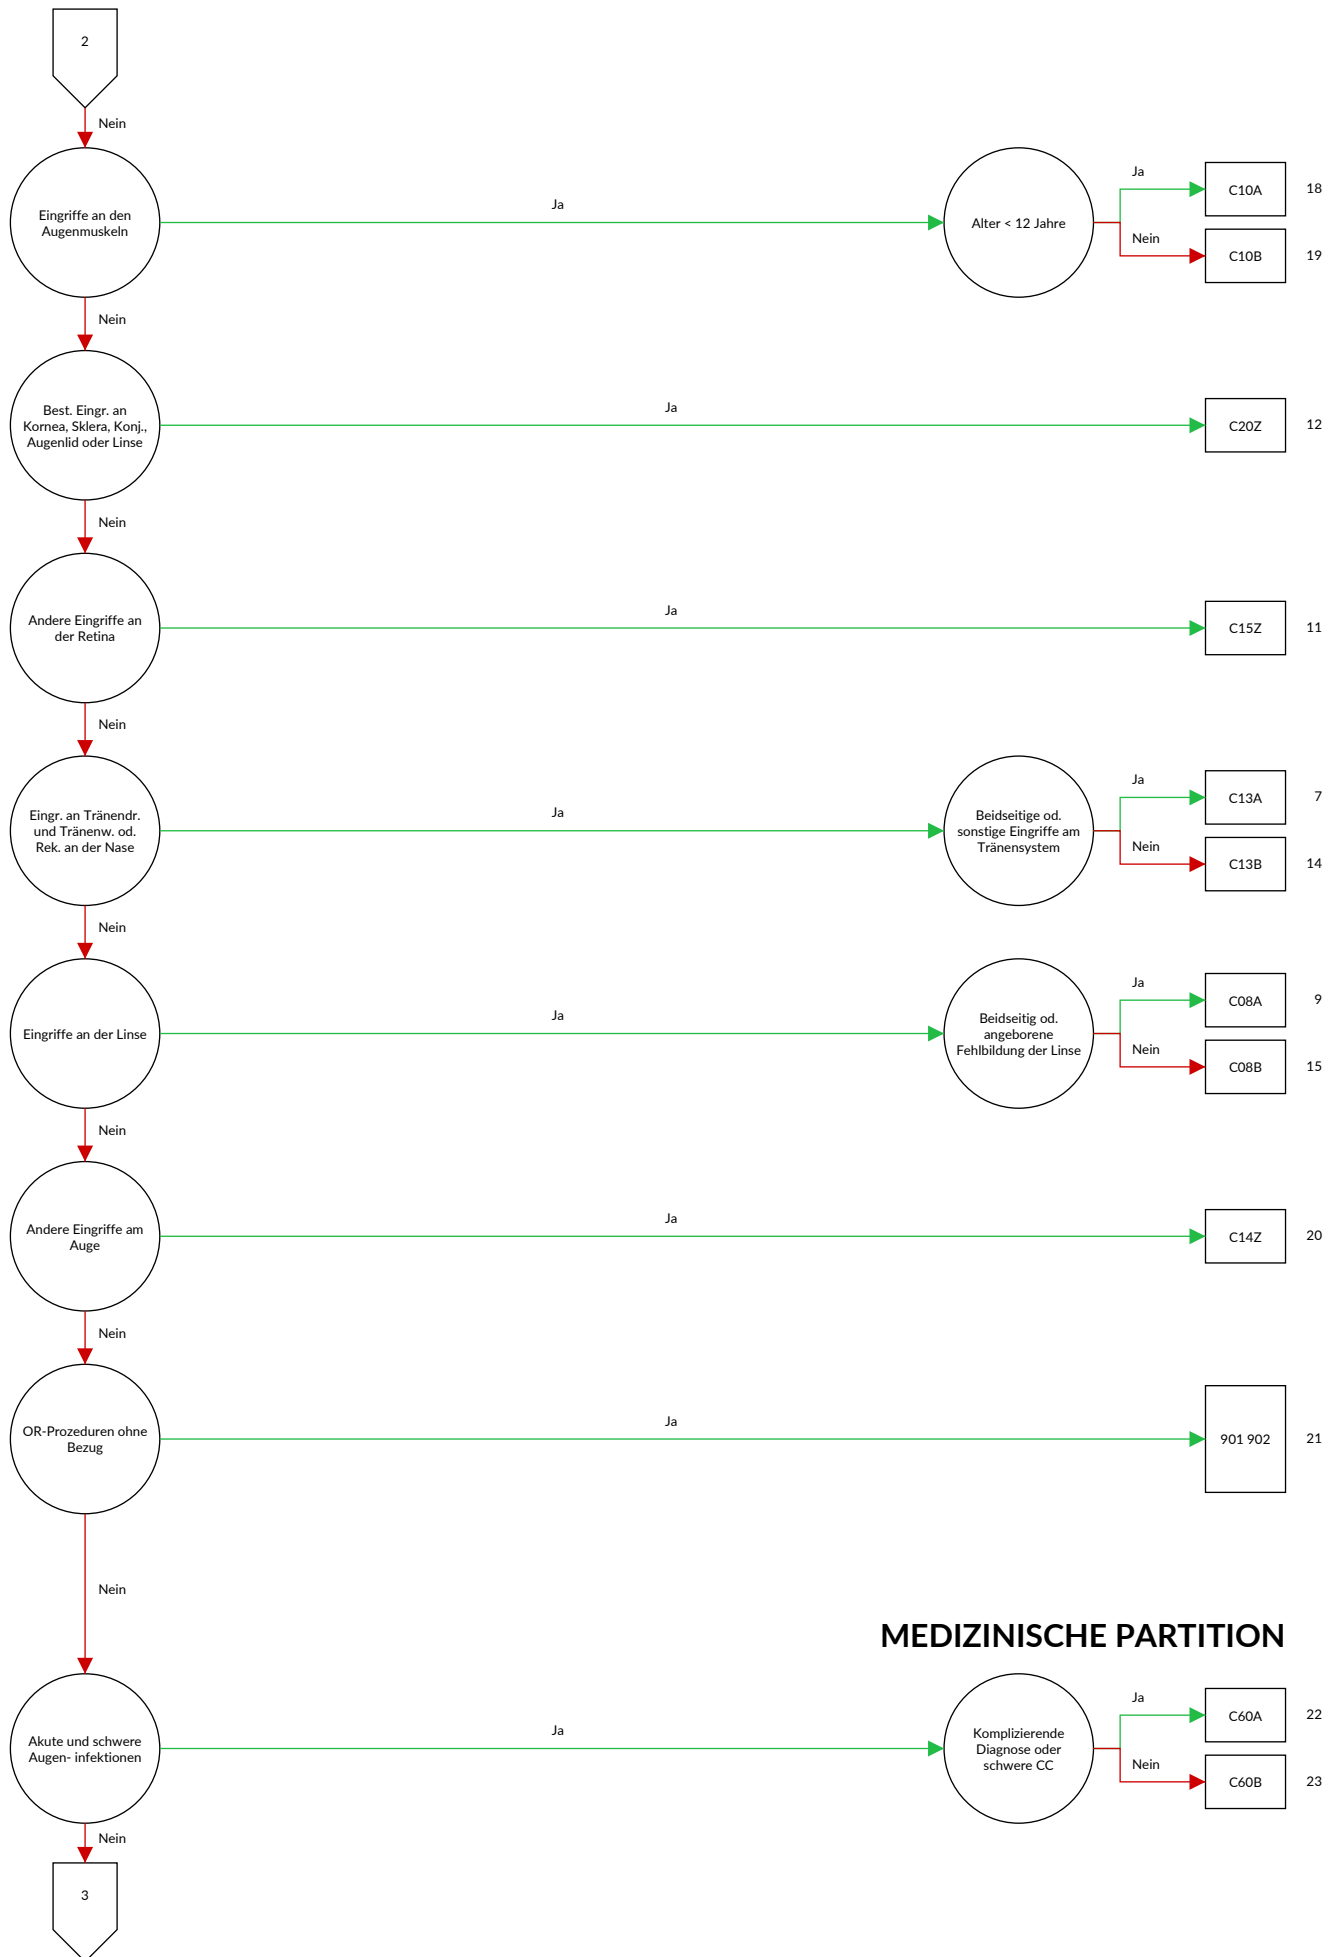 2
Nein
Eingriffe an den
Augenmuskeln
Ja
Alter < 12 Jahre
Ja
C10A
18
Nein
C10B
19
Nein
Best. Eingr. an
Kornea, Sklera, Konj.,
Augenlid oder Linse
Ja
C20Z
12
Nein
Andere Eingriffe an
der Retina
Ja
C15Z
11
Nein
Eingr. an Tränendr.
und Tränenw. od.
Rek. an der Nase
Ja
Beidseitige od.
sonstige Eingriffe am
Tränensystem
Ja
C13A
7
Nein
C13B
14
Nein
Eingriffe an der Linse
Ja
Beidseitig od.
angeborene
Fehlbildung der Linse
Ja
C08A
9
Nein
C08B
15
Nein
Andere Eingriffe am
Auge
Ja
C14Z
20
Nein
OR-Prozeduren ohne
Bezug
Ja
901 902
21
Nein
MEDIZINISCHE PARTITION
Akute und schwere
Augen- infektionen
Ja
Komplizierende
Diagnose oder
schwere CC
Ja
C60A
22
Nein
C60B
23
Nein
3